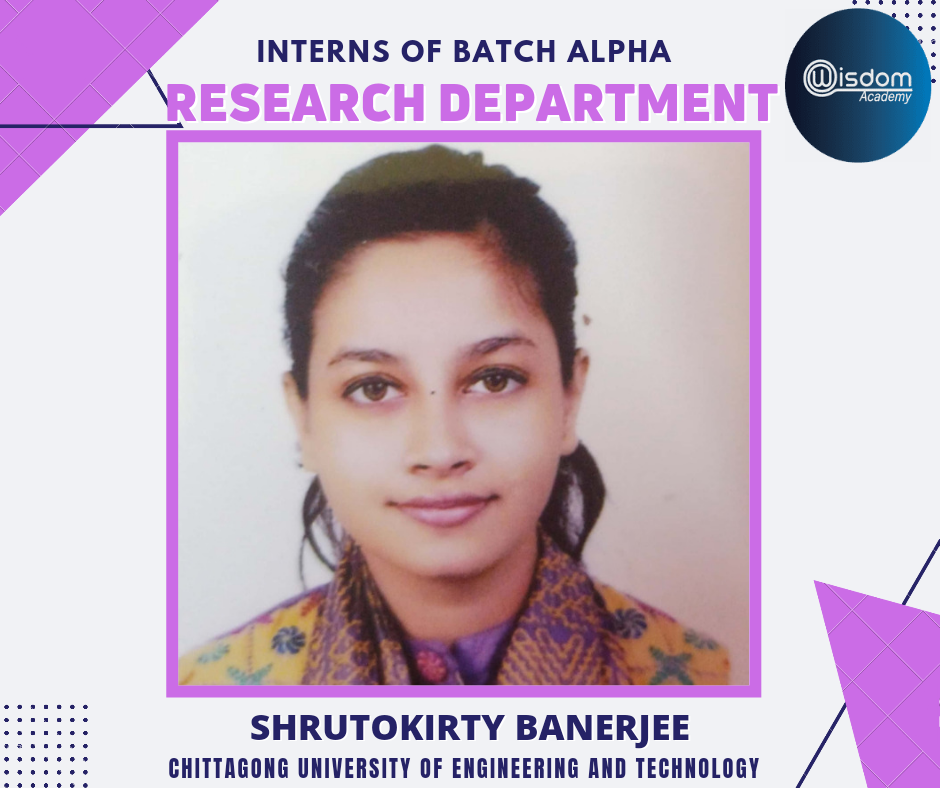 INTERNS OF BATCH ALPHA
RESEARCH DEPARTMENT
@Wisdom
Academy
SHRUTOKIRTY BANERJEE
CHITTAGONG UNIVERSITY OF ENGINEERING AND TECHNOLOGY